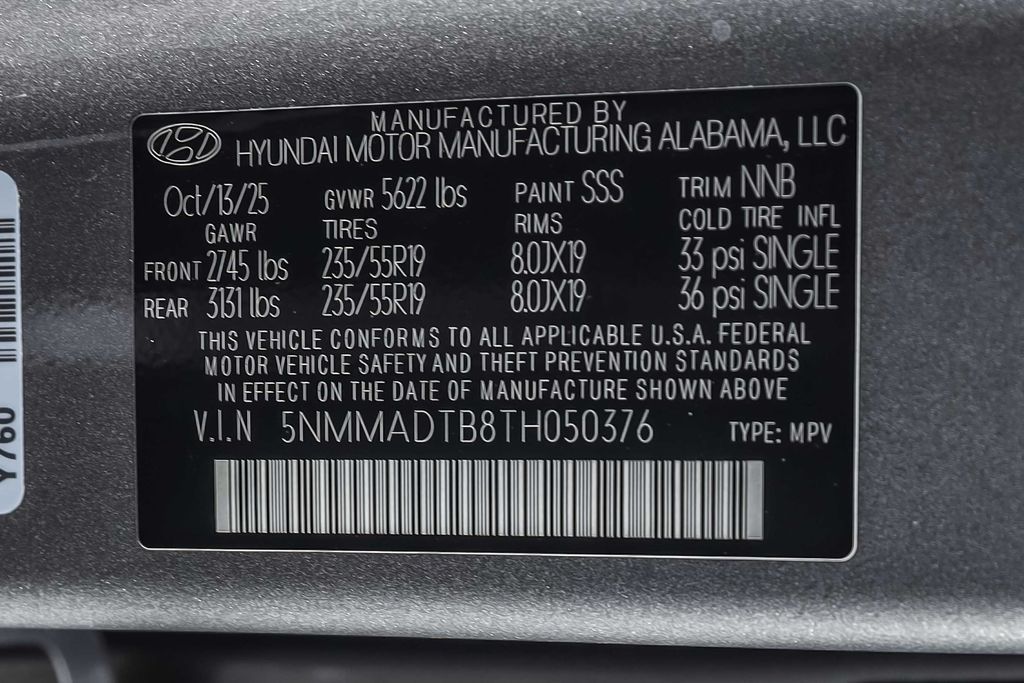 MANUFACTURED BY
HYUNDAI MOTOR MANUFACTURING ALABAMA, LLC
Oct/13/25 GVWR 5622 lbs PAINT SSS TRIM NNB
GAWR TIRES RIMS COLD TIRE INFL
FRONT 2745 lbs 235/55R19 8.0JX19 33 psi SINGLE
REAR 3131 lbs 235/55R19 8.0JX19 36 psi SINGLE
THIS VEHICLE CONFORMS TO ALL APPLICABLE U.S.A. FEDERAL
MOTOR VEHICLE SAFETY AND THEFT PREVENTION STANDARDS
IN EFFECT ON THE DATE OF MANUFACTURE SHOWN ABOVE
V.I.N 5NMMADTB8TH050376 TYPE: MPV
Y760